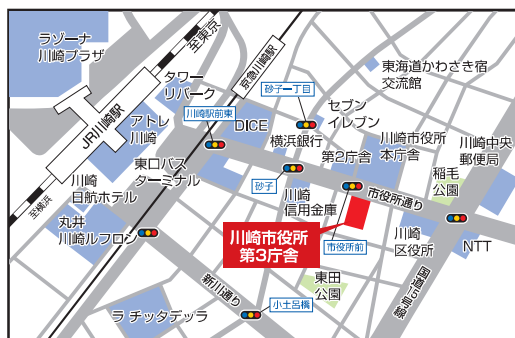 ラゾーナ
川崎プラザ
至東京
JR川崎駅
京急川崎駅
タワー
リパーク
アトレ
川崎
川崎駅前東
DICE
砂子一丁目
セブン
イレブン
横浜銀行
東海道かわさき宿
交流館
川崎市役所
本庁舎
第2庁舎
川崎中央
郵便局
稲毛
公園
東口バス
ターミナル
砂子
市役所通り
川崎
日航ホテル
至横浜
川崎
信用金庫
丸井
川崎ルフロン
川崎市役所
第3庁舎
市役所前
川崎
区役所
NTT
東田
公園
国道15号線
新川通り
小土呂橋
ラ チッタデッラ